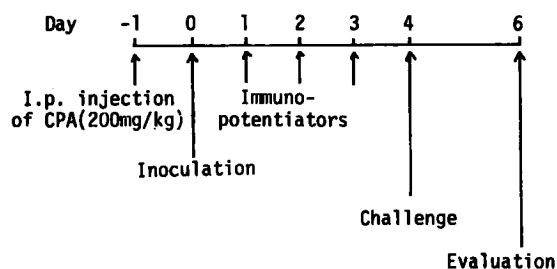 Day -1 0 1 2 3 4 6
I.p. injection
of CPA(200mg/kg)
Immuno-
potentiators
Inoculation
Challenge
Evaluation